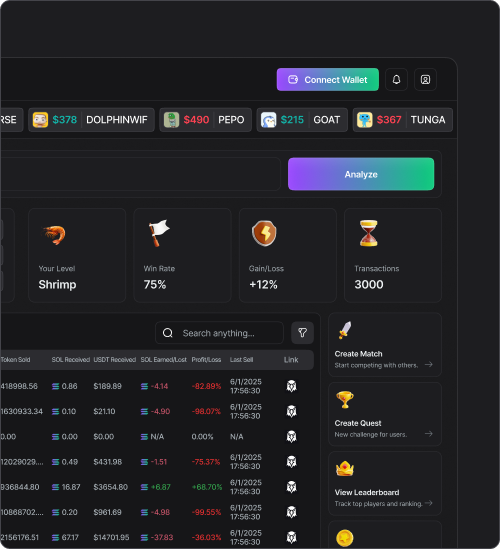 Connect Wallet
RSE $378 DOLPHINWIF $490 PEPO $215 GOAT $367 TUNGA
Analyze
Your Level Win Rate Gain/Loss Transactions
Shrimp 75% +12% 3000
Search anything...
Token Sold SOL Received USDT Received SOL Earned/Lost Profit/Loss Last Sell Link
418998.56 0.86 $189.89 -4.14 -82.89% 6/1/2025
17:56:30
1630933.34 0.10 $21.10 -4.90 -98.07% 6/1/2025
17:56:30
0.00 0.00 $0.00 N/A 0.00% N/A
12029029.... 0.49 $431.98 -1.51 -75.37% 6/1/2025
17:56:30
936844.80 16.87 $3654.80 +6.87 +68.70% 6/1/2025
17:56:30
10868702.... 0.20 $961.69 -4.98 -99.55% 6/1/2025
17:56:30
2156176.51 67.17 $14701.95 -37.83 -36.03% 6/1/2025
17:56:30
Create Match
Start competing with others.
Create Quest
New challenge for users.
View Leaderboard
Track top players and ranking.